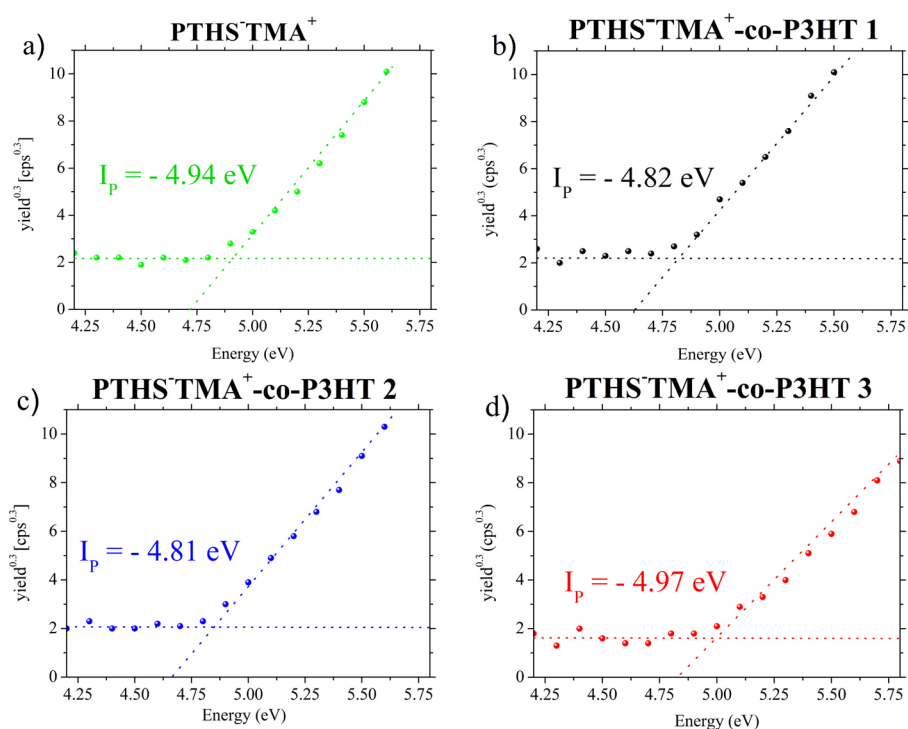 a)
PTHS⁻TMA⁺
yield^0.3 [cps^0.3]
10
8
6
4
2
0
I_P = - 4.94 eV
4.25 4.50 4.75 5.00 5.25 5.50 5.75
Energy (eV)
b)
PTHS⁻TMA⁺-co-P3HT 1
yield^0.3 (cps^0.3)
10
8
6
4
2
0
I_P = - 4.82 eV
4.25 4.50 4.75 5.00 5.25 5.50 5.75
Energy (eV)
c)
PTHS⁻TMA⁺-co-P3HT 2
yield^0.3 [cps^0.3]
10
8
6
4
2
0
I_P = - 4.81 eV
4.25 4.50 4.75 5.00 5.25 5.50 5.75
Energy (eV)
d)
PTHS⁻TMA⁺-co-P3HT 3
yield^0.3 (cps^0.3)
10
8
6
4
2
0
I_P = - 4.97 eV
4.25 4.50 4.75 5.00 5.25 5.50 5.75
Energy (eV)